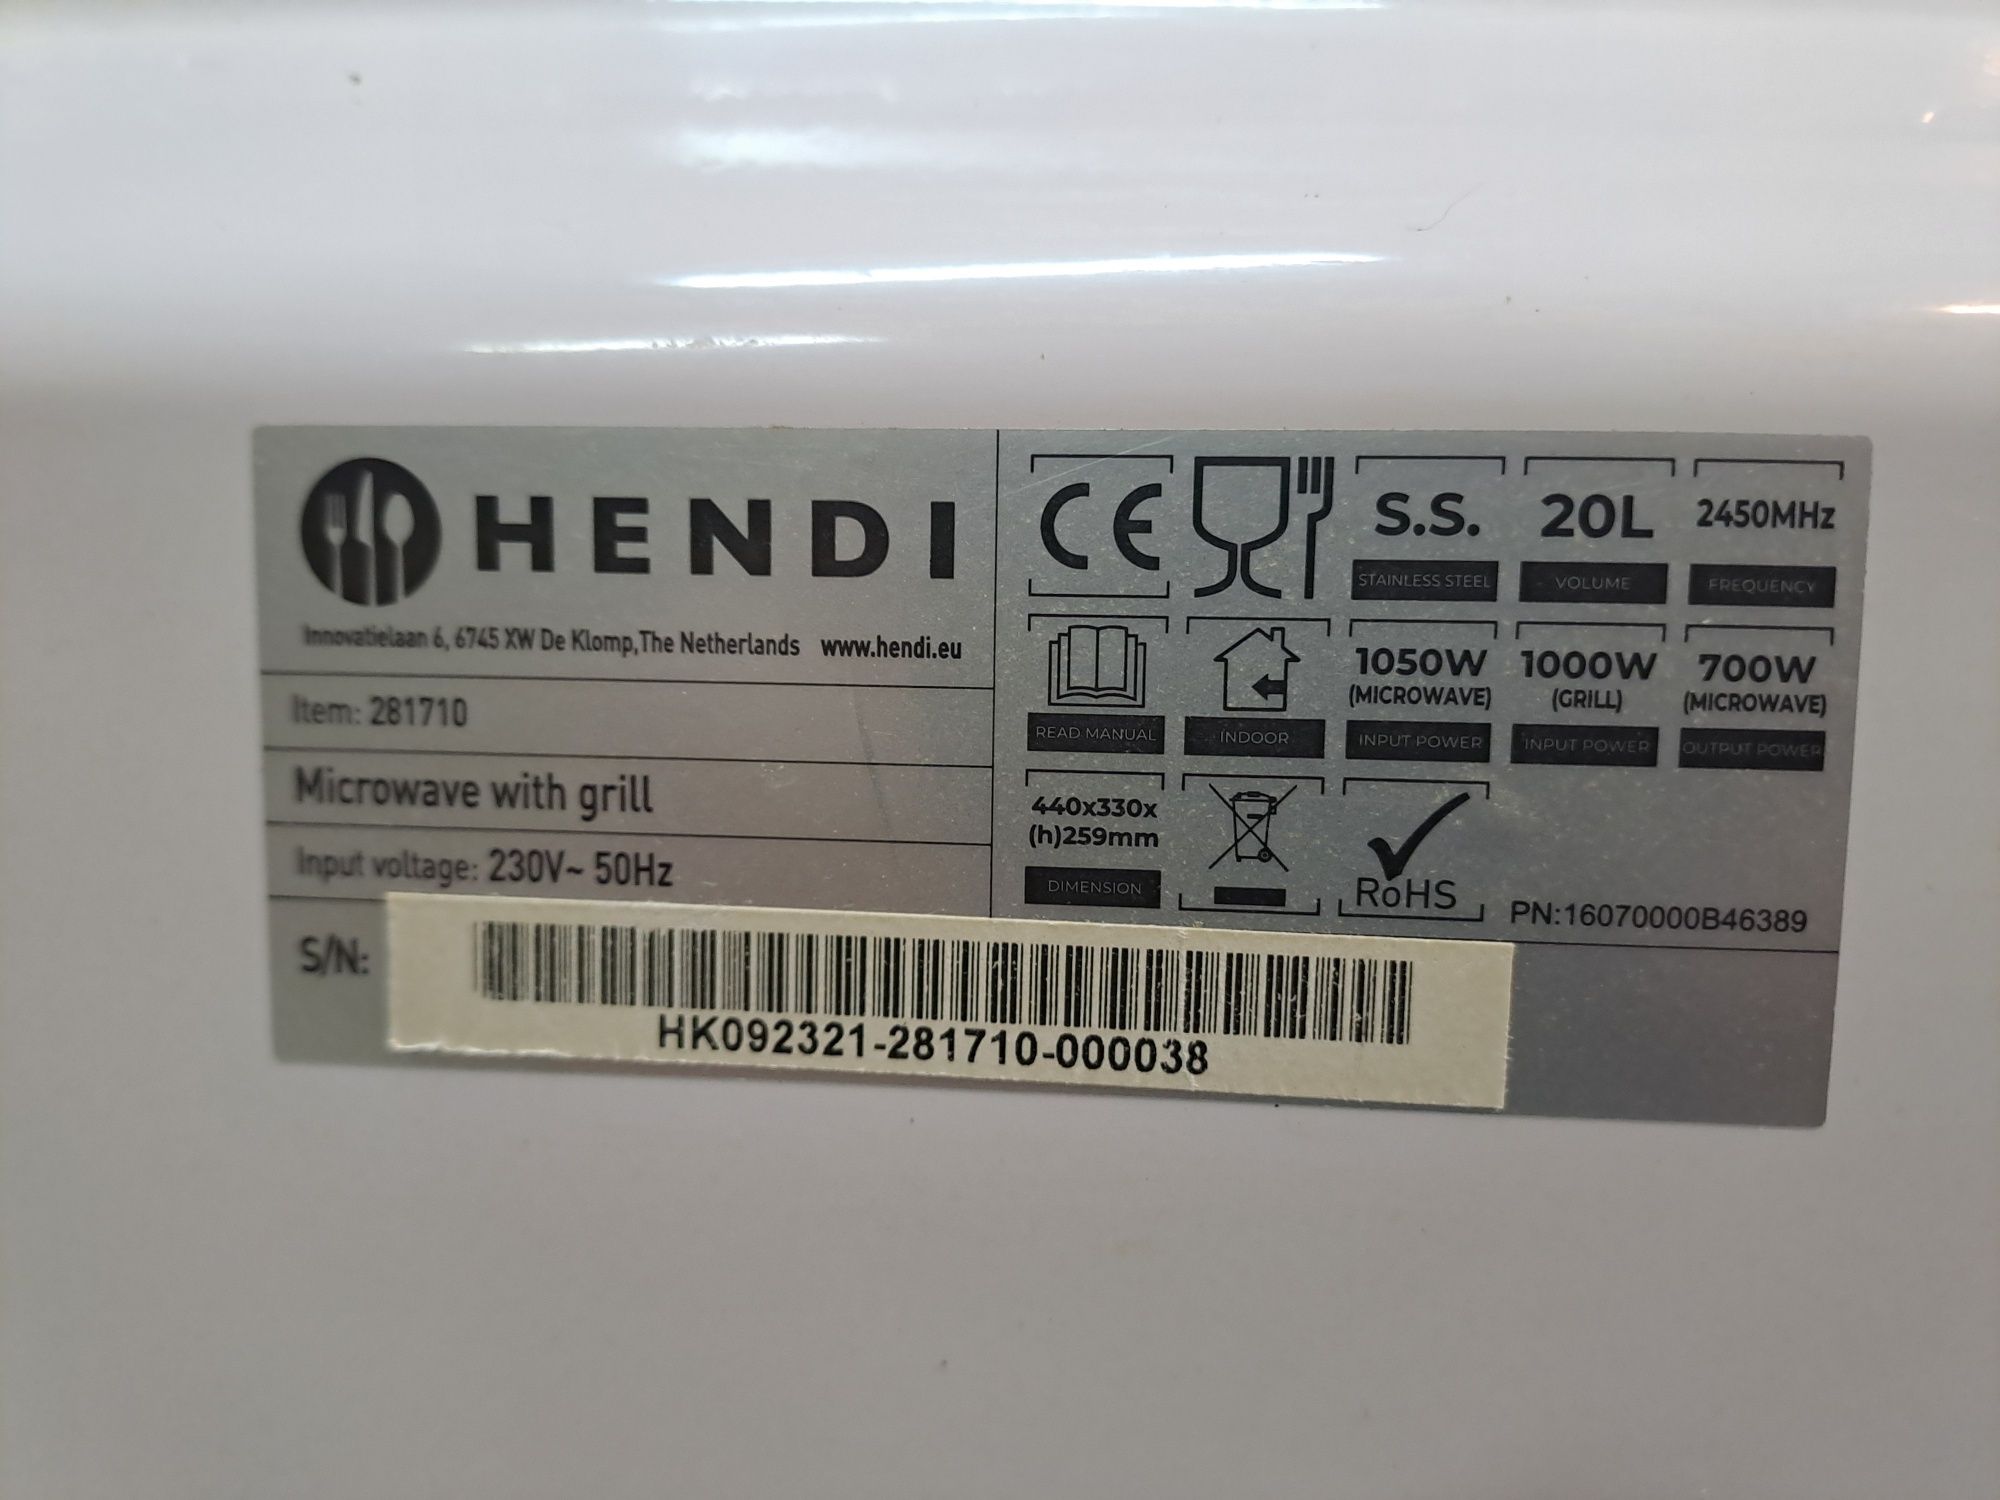 HENDI
Innovatielaan 6, 6745 XW De Klomp,The Netherlands www.hendi.eu
Item: 281710
Microwave with grill
Input voltage: 230V~ 50Hz
S/N:
HK092321-281710-000038
CE
S.S.
STAINLESS STEEL
20L
VOLUME
2450MHz
FREQUENCY
READ MANUAL
INDOOR
1050W
(MICROWAVE)
INPUT POWER
1000W
(GRILL)
INPUT POWER
700W
(MICROWAVE)
OUTPUT POWER
440x330x
(h)259mm
DIMENSION
RoHS
PN:16070000B46389